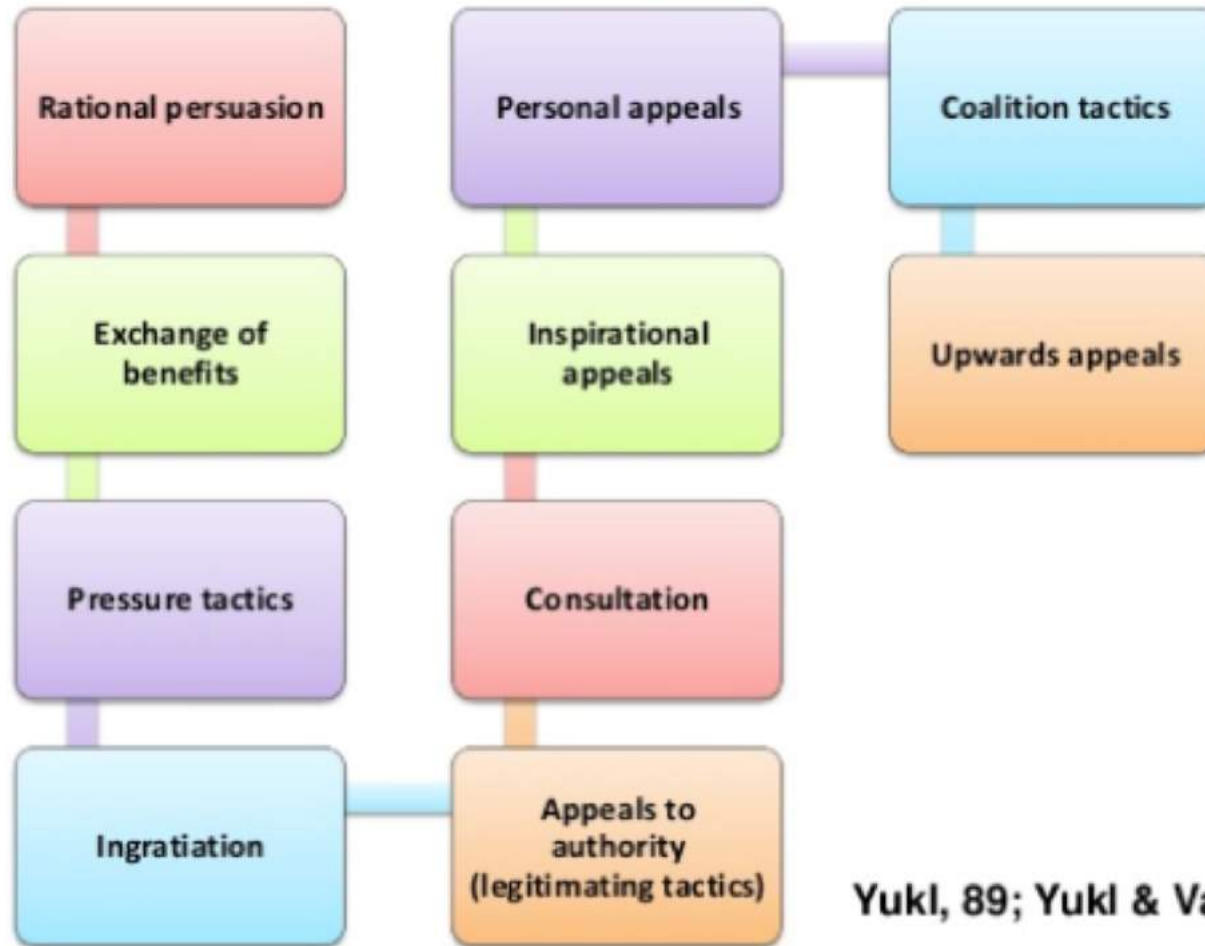 Rational persuasion
Exchange of
benefits
Pressure tactics
Ingratiation
Appeals to
authority
(legitimating tactics)
Consultation
Inspirational
appeals
Personal appeals
Coalition tactics
Upwards appeals
Yukl, 89; Yukl &